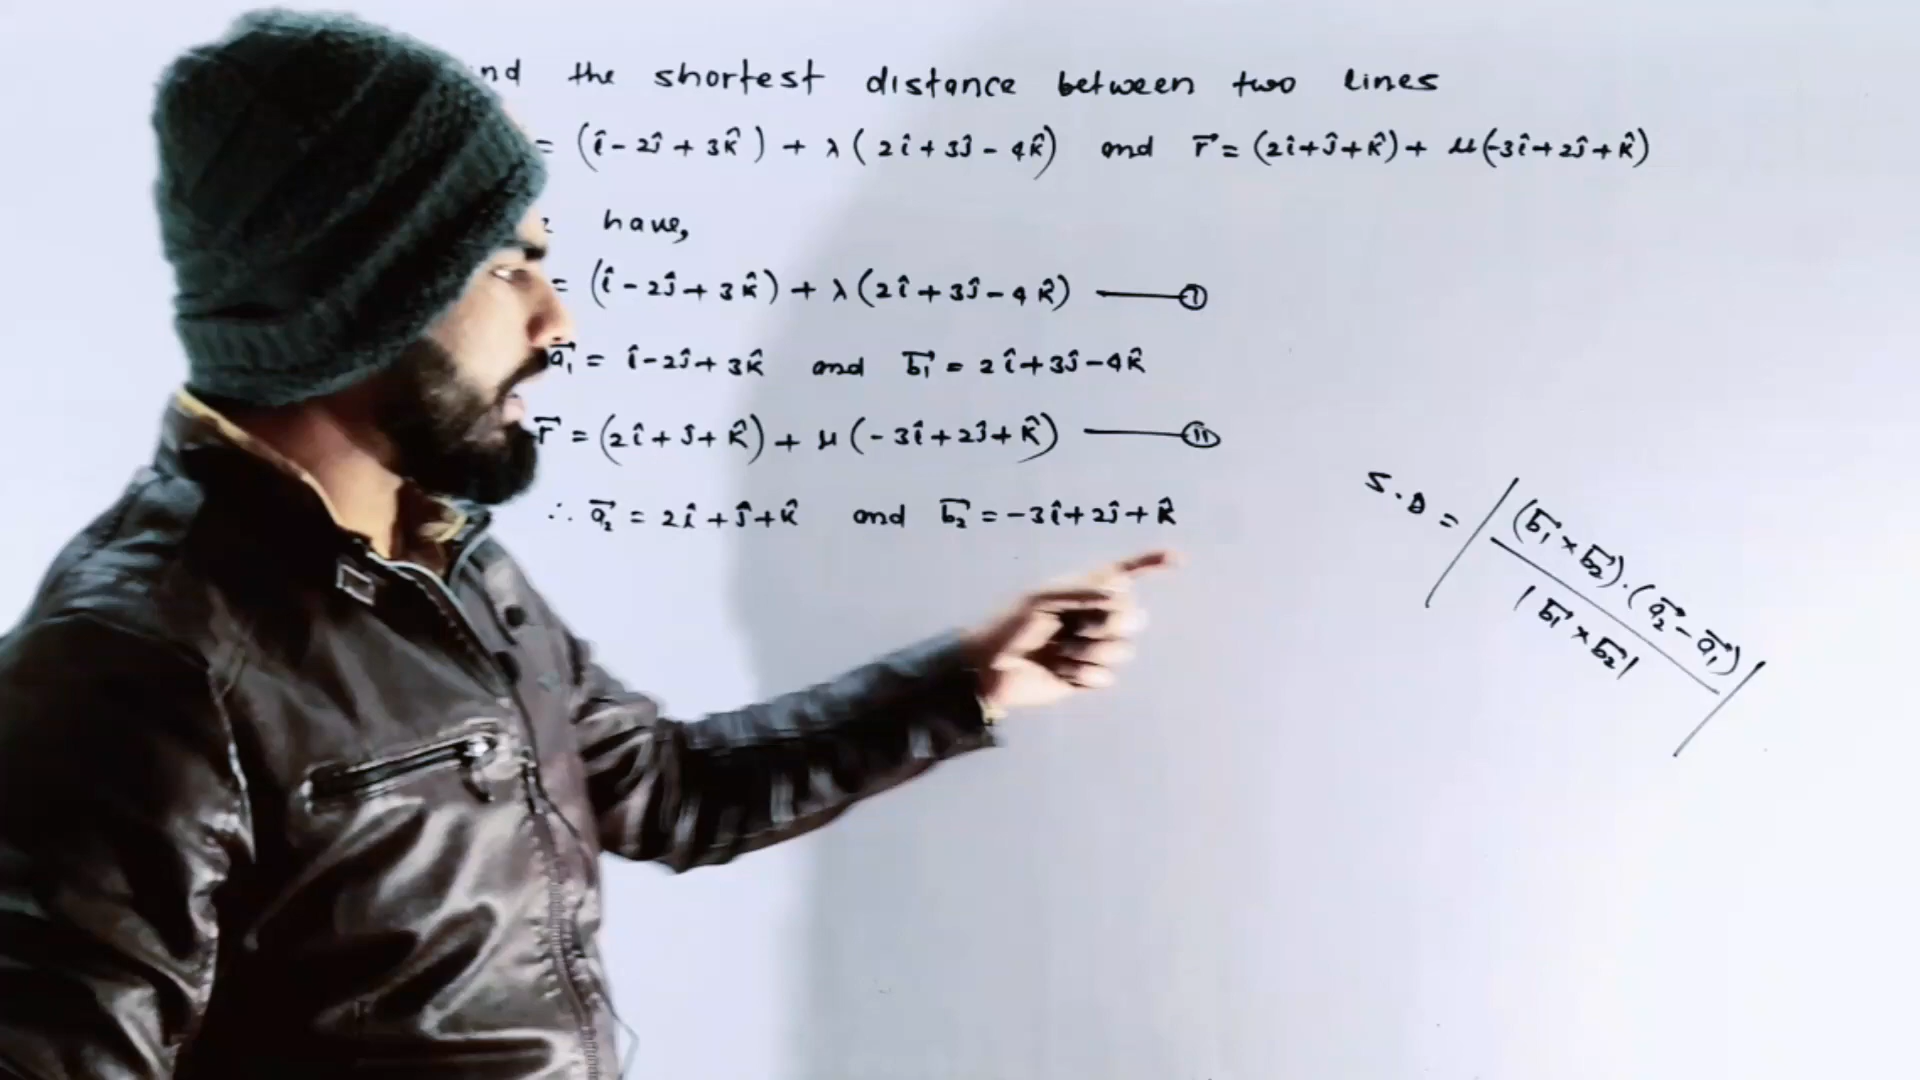 the shortest distance between two lines
= (î - 2ĵ + 3k̂) + λ(2î + 3ĵ - 4k̂) and r⃗ = (2î + ĵ + k̂) + μ(-3î + 2ĵ + k̂)
have,
= (î - 2ĵ + 3k̂) + λ(2î + 3ĵ - 4k̂) —— Ⓘ
a⃗₁ = î - 2ĵ + 3k̂ and b⃗₁ = 2î + 3ĵ - 4k̂
r⃗ = (2î + ĵ + k̂) + μ(-3î + 2ĵ + k̂) —— (II)
∴ a⃗₂ = 2î + ĵ + k̂ and b⃗₂ = -3î + 2ĵ + k̂
S.D = | (b⃗₁ × b⃗₂) · (a⃗₂ - a⃗₁) / |b⃗₁ × b⃗₂| |